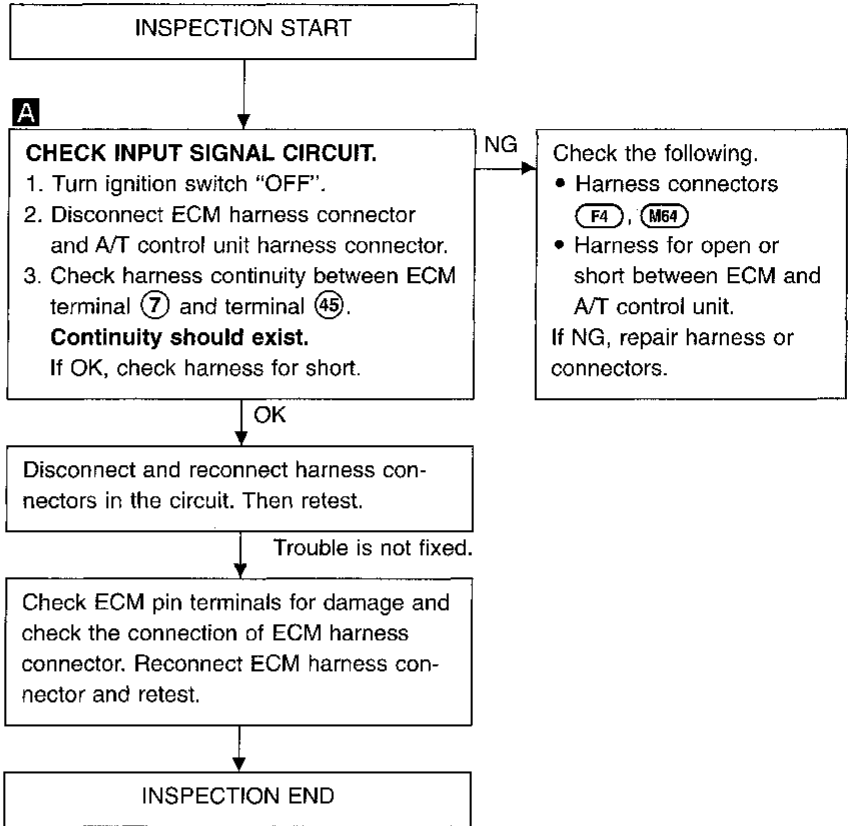 INSPECTION START
A
CHECK INPUT SIGNAL CIRCUIT.
1. Turn ignition switch “OFF”.
2. Disconnect ECM harness connector
and A/T control unit harness connector.
3. Check harness continuity between ECM
terminal ⑦ and terminal ㊺.
Continuity should exist.
If OK, check harness for short.
NG
Check the following.
• Harness connectors
F4, M64
• Harness for open or
short between ECM and
A/T control unit.
If NG, repair harness or
connectors.
OK
Disconnect and reconnect harness con-
nectors in the circuit. Then retest.
Trouble is not fixed.
Check ECM pin terminals for damage and
check the connection of ECM harness
connector. Reconnect ECM harness con-
nector and retest.
INSPECTION END